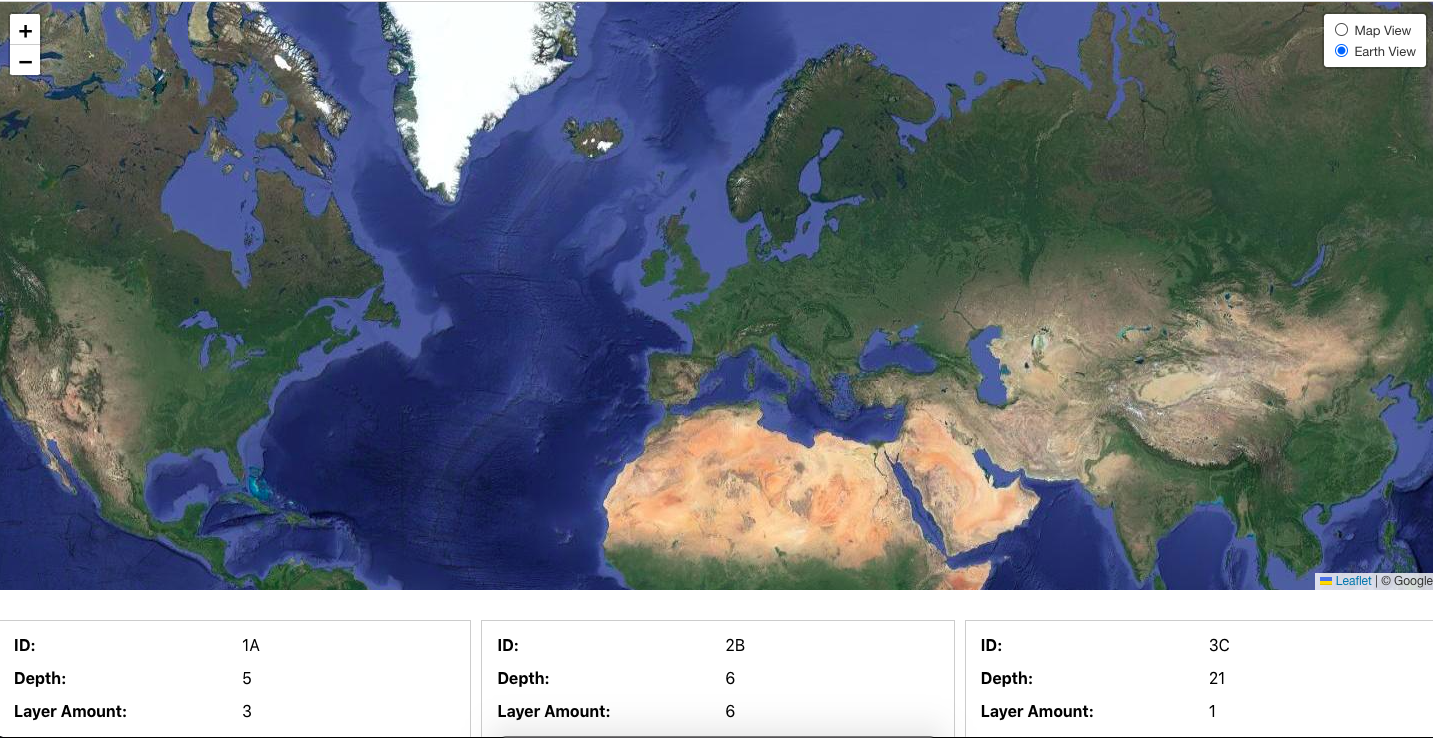 +
−
Map View
Earth View
Leaflet | © Google
ID: 1A
Depth: 5
Layer Amount: 3
ID: 2B
Depth: 6
Layer Amount: 6
ID: 3C
Depth: 21
Layer Amount: 1